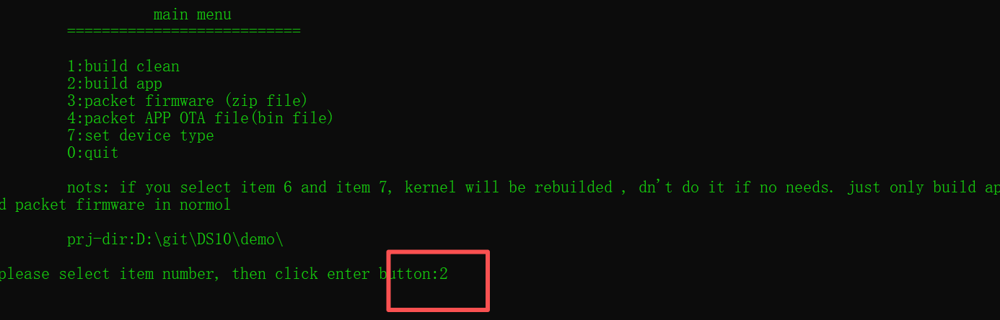 main menu
===========================
1:build clean
2:build app
3:packet firmware (zip file)
4:packet APP OTA file(bin file)
7:set device type
0:quit
nots: if you select item 6 and item 7, kernel will be rebuilded , dn't do it if no needs. just only build ap
d packet firmware in normol
prj-dir:D:\git\DS10\demo\
please select item number, then click enter button:2